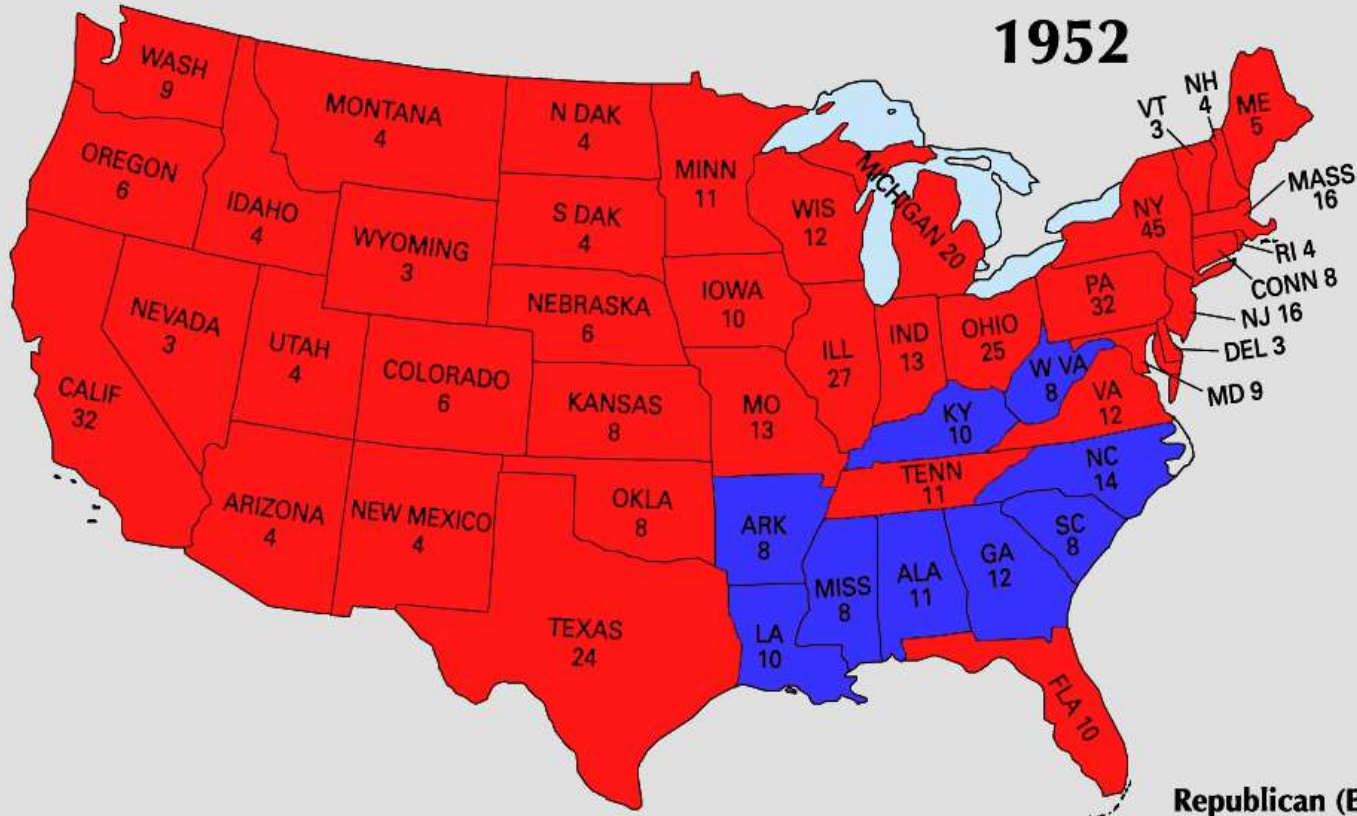 1952
WASH
9
OREGON
6
CALIF
32
NEVADA
3
IDAHO
4
MONTANA
4
WYOMING
3
UTAH
4
ARIZONA
4
COLORADO
6
NEW MEXICO
4
N DAK
4
S DAK
4
NEBRASKA
6
KANSAS
8
OKLA
8
TEXAS
24
MINN
11
IOWA
10
MO
13
ARK
8
LA
10
WIS
12
ILL
27
MICHIGAN 20
IND
13
OHIO
25
KY
10
TENN
11
MISS
8
ALA
11
GA
12
FLA 10
SC
8
NC
14
VA
12
W VA
8
PA
32
NY
45
VT
3
NH
4
ME
5
MASS
16
RI 4
CONN 8
NJ 16
DEL 3
MD 9
Republican (E